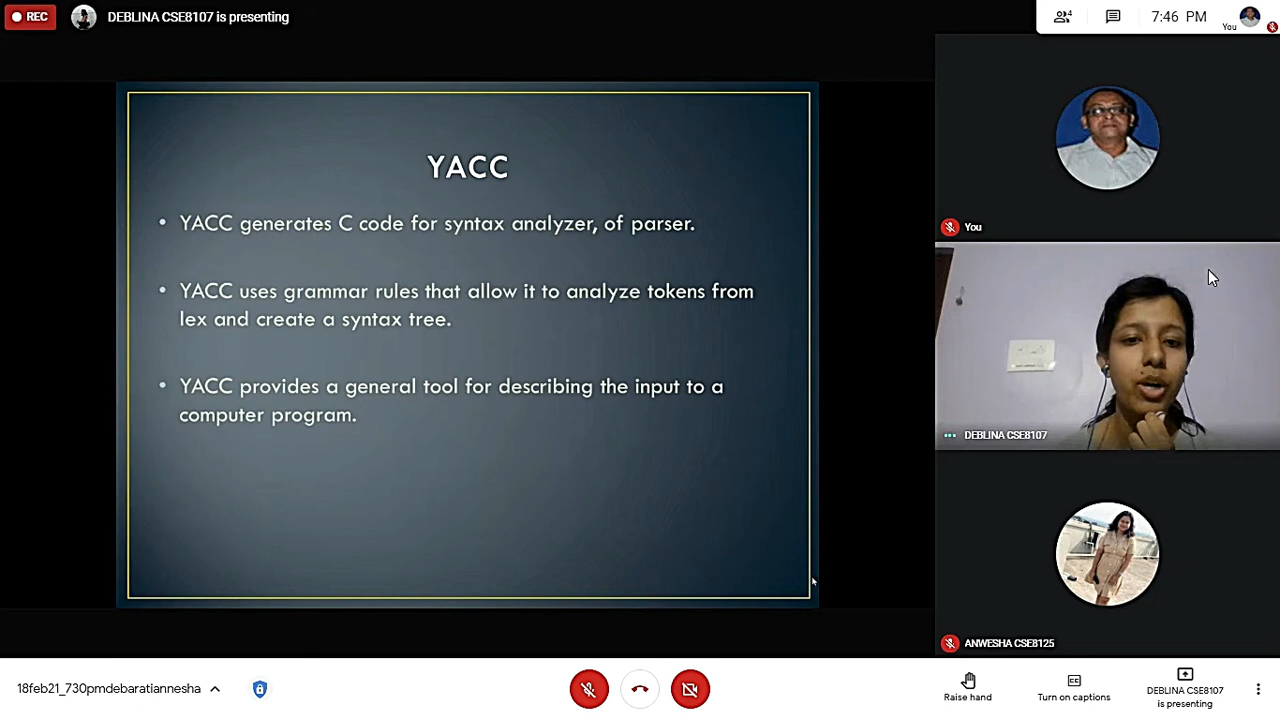 REC
DEBLINA CSE8107 is presenting
4
7:46 PM
You
YACC
• YACC generates C code for syntax analyzer, of parser.
• YACC uses grammar rules that allow it to analyze tokens from
lex and create a syntax tree.
• YACC provides a general tool for describing the input to a
computer program.
You
DEBLINA CSE8107
ANWESHA CSE8125
18feb21_730pmdebaratiannesha
Raise hand
CC
Turn on captions
DEBLINA CSE8107
is presenting